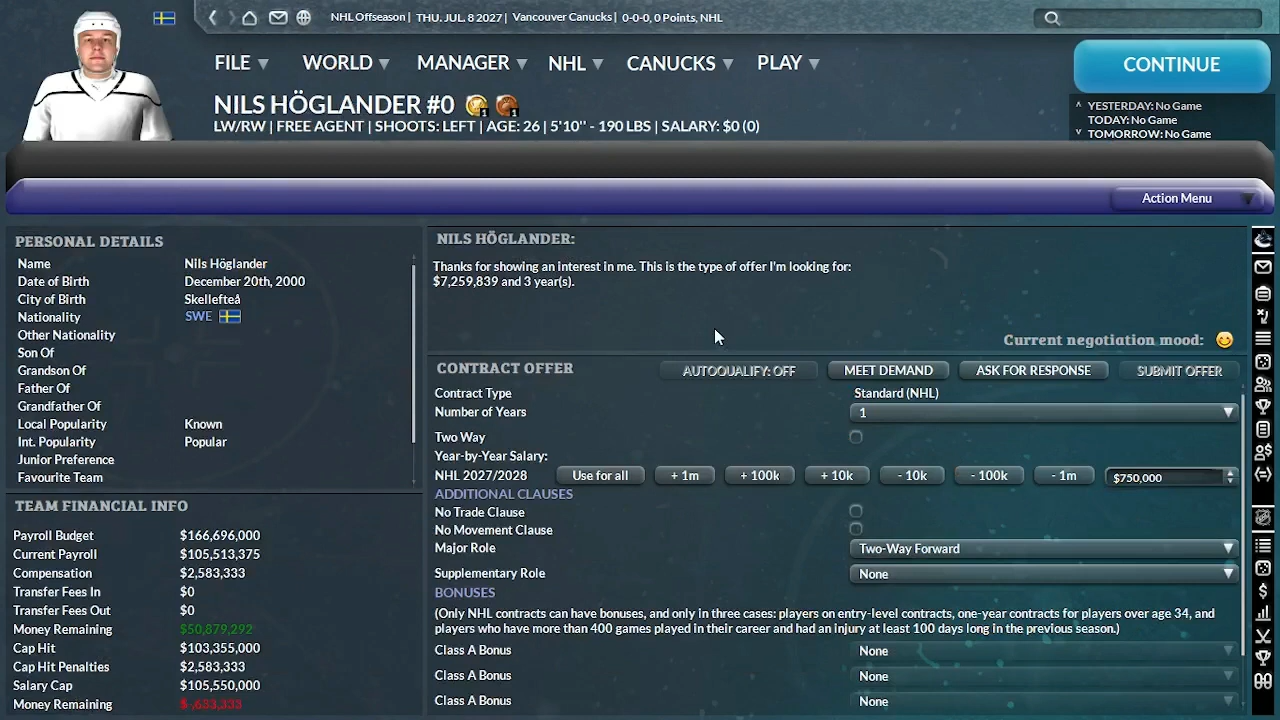 NHL Offseason | THU. JUL. 8 2027 | Vancouver Canucks | 0-0-0, 0 Points, NHL
FILE WORLD MANAGER NHL CANUCKS PLAY
CONTINUE
NILS HÖGLANDER #0
LW/RW | FREE AGENT | SHOOTS: LEFT | AGE: 26 | 5'10" - 190 LBS | SALARY: $0 (0)
YESTERDAY: No Game
TODAY: No Game
TOMORROW: No Game
Action Menu
PERSONAL DETAILS
Name Nils Höglander
Date of Birth December 20th, 2000
City of Birth Skellefteå
Nationality SWE
Other Nationality
Son Of
Grandson Of
Father Of
Grandfather Of
Local Popularity Known
Int. Popularity Popular
Junior Preference
Favourite Team
TEAM FINANCIAL INFO
Payroll Budget $166,696,000
Current Payroll $105,513,375
Compensation $2,583,333
Transfer Fees In $0
Transfer Fees Out $0
Money Remaining $50,879,292
Cap Hit $103,355,000
Cap Hit Penalties $2,583,333
Salary Cap $105,550,000
Money Remaining $-,683,333
NILS HÖGLANDER:
Thanks for showing an interest in me. This is the type of offer I'm looking for:
$7,259,839 and 3 year(s).
Current negotiation mood:
CONTRACT OFFER AUTOQUALIFY: OFF MEET DEMAND ASK FOR RESPONSE SUBMIT OFFER
Contract Type Standard (NHL)
Number of Years 1
Two Way
Year-by-Year Salary:
NHL 2027/2028 Use for all + 1m + 100k + 10k - 10k - 100k - 1m $750,000
ADDITIONAL CLAUSES
No Trade Clause
No Movement Clause
Major Role Two-Way Forward
Supplementary Role None
BONUSES
(Only NHL contracts can have bonuses, and only in three cases: players on entry-level contracts, one-year contracts for players over age 34, and
players who have more than 400 games played in their career and had an injury at least 100 days long in the previous season.)
Class A Bonus None
Class A Bonus None
Class A Bonus None